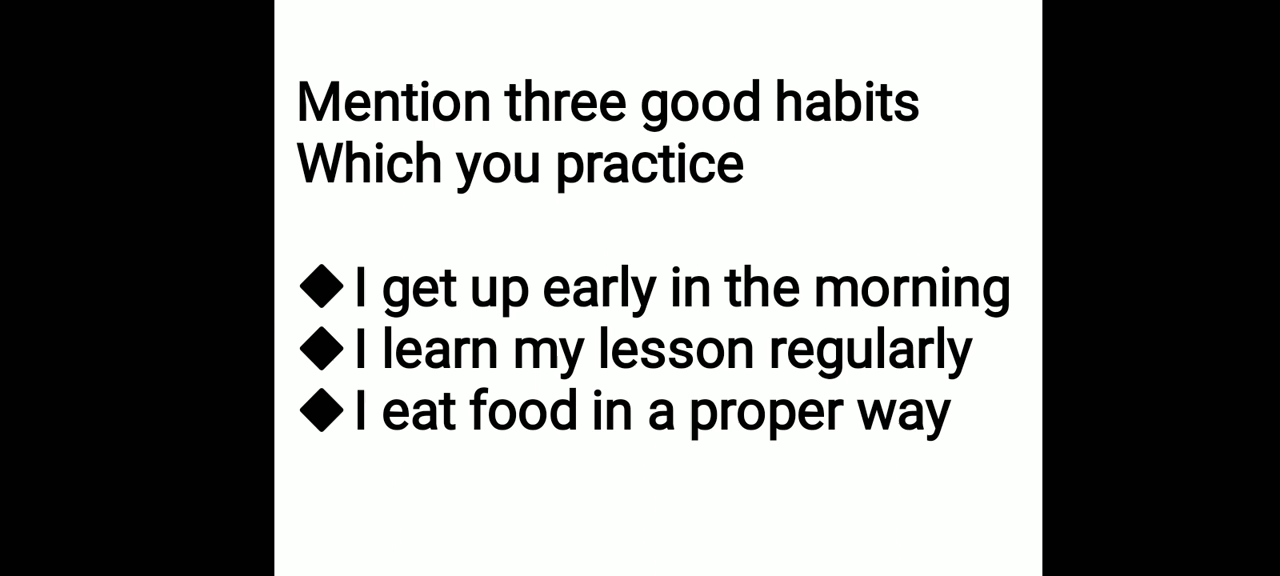 Mention three good habits
Which you practice
◆I get up early in the morning
◆I learn my lesson regularly
◆I eat food in a proper way